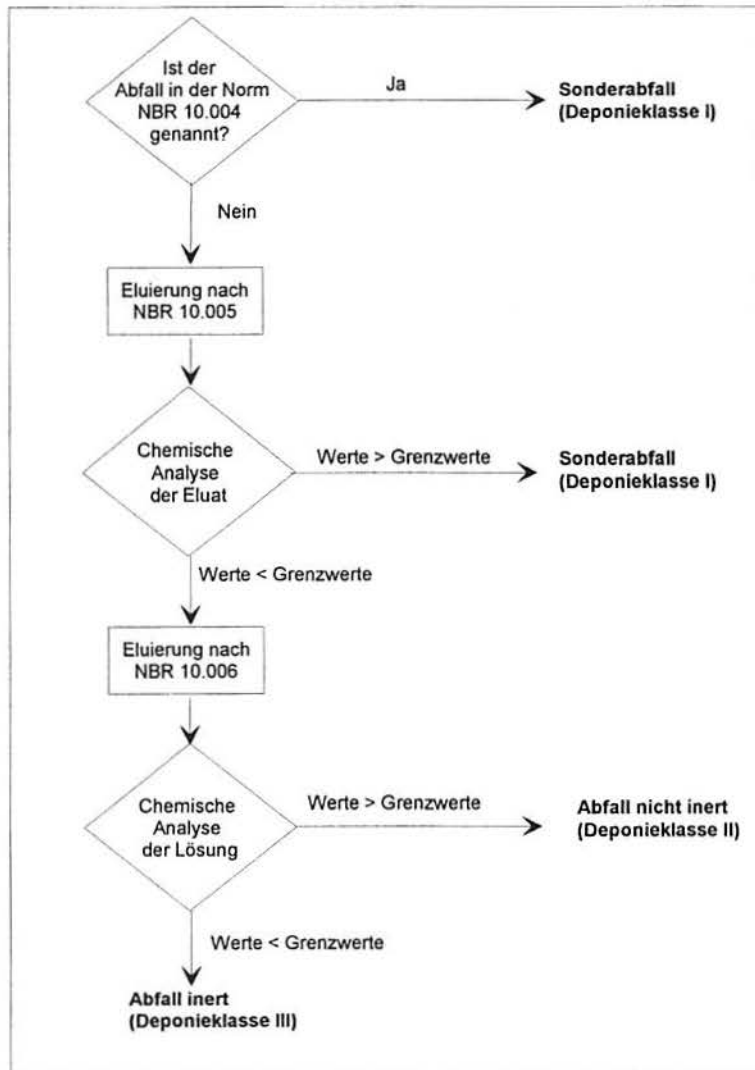 Ist der
Abfall in der Norm
NBR 10.004
genannt?
Ja
Sonderabfall
(Deponieklasse I)
Nein
Eluierung nach
NBR 10.005
Chemische
Analyse
der Eluat
Werte > Grenzwerte
Sonderabfall
(Deponieklasse I)
Werte < Grenzwerte
Eluierung nach
NBR 10.006
Chemische
Analyse
der Lösung
Werte > Grenzwerte
Abfall nicht inert
(Deponieklasse II)
Werte < Grenzwerte
Abfall inert
(Deponieklasse III)